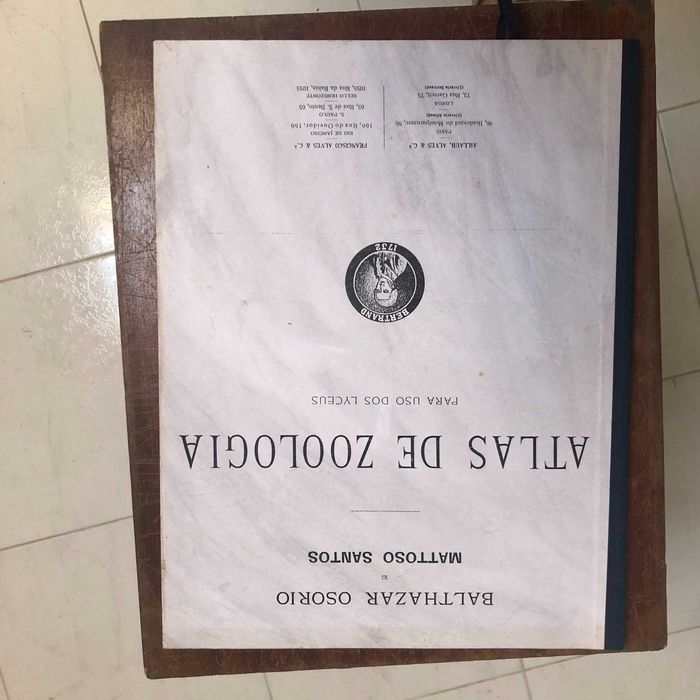 BALTHAZAR OSORIO
E
MATTOSO SANTOS
ATLAS DE ZOOLOGIA
PARA USO DOS LYCEUS
BERTRAND
1732
AILLAUD, ALVES & C.ª
PARIS
96, Boulevard du Montparnasse, 96
(Livraria Aillaud)
LISBOA
73, Rua Garrett, 75
(Livraria Bertrand)
FRANCISCO ALVES & C.ª
RIO DE JANEIRO
166, Rua do Ouvidor, 166
S. PAULO
65, Rua de S. Bento, 65
BELLO HORIZONTE
1055, Rua da Bahia, 1055